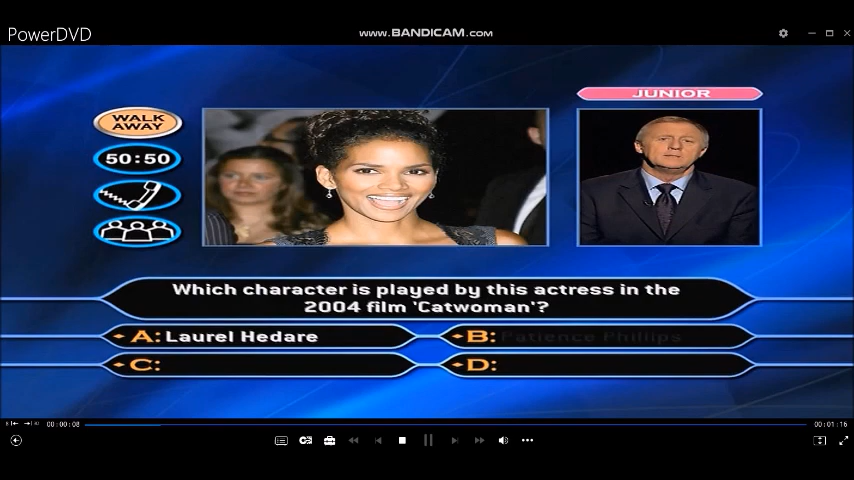 PowerDVD
www.BANDICAM.com
JUNIOR
WALK
AWAY
50:50
Which character is played by this actress in the
2004 film 'Catwoman'?
A: Laurel Hedare
B: Patience Phillips
C:
D:
00:00:08
00:01:16